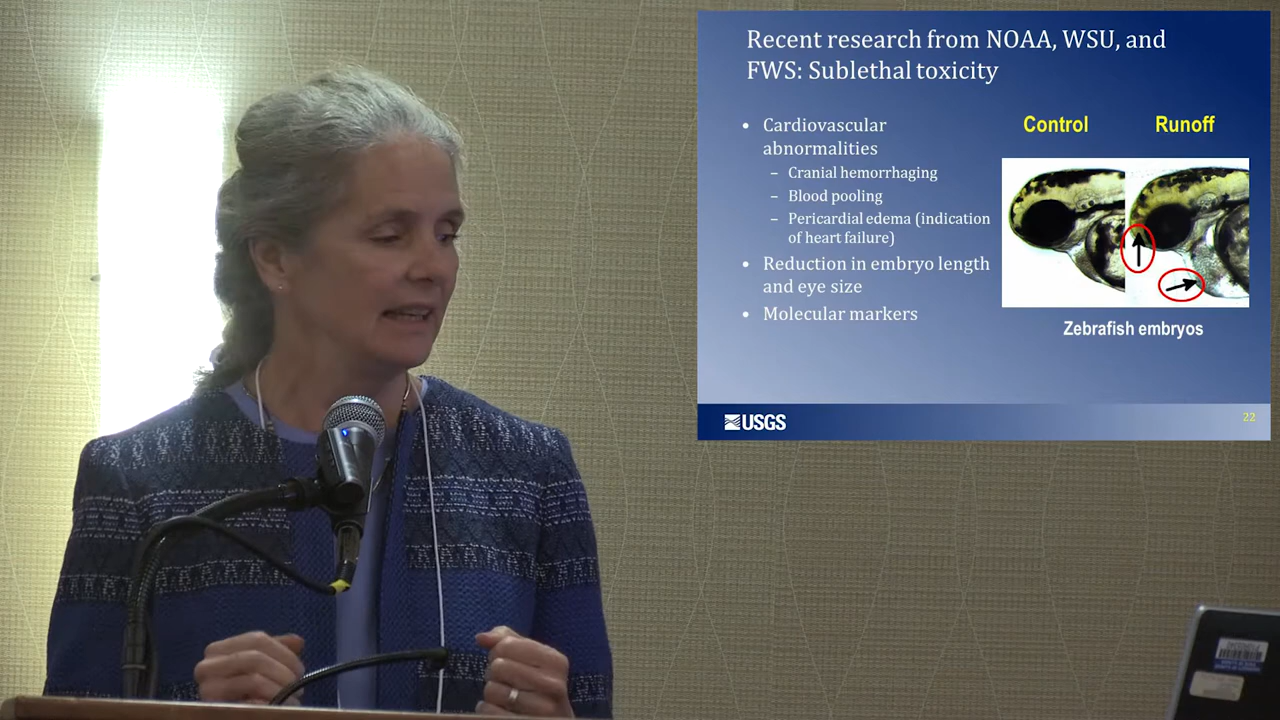 Recent research from NOAA, WSU, and
FWS: Sublethal toxicity
• Cardiovascular
abnormalities
– Cranial hemorrhaging
– Blood pooling
– Pericardial edema (indication
of heart failure)
• Reduction in embryo length
and eye size
• Molecular markers
Control Runoff
Zebrafish embryos
USGS
22